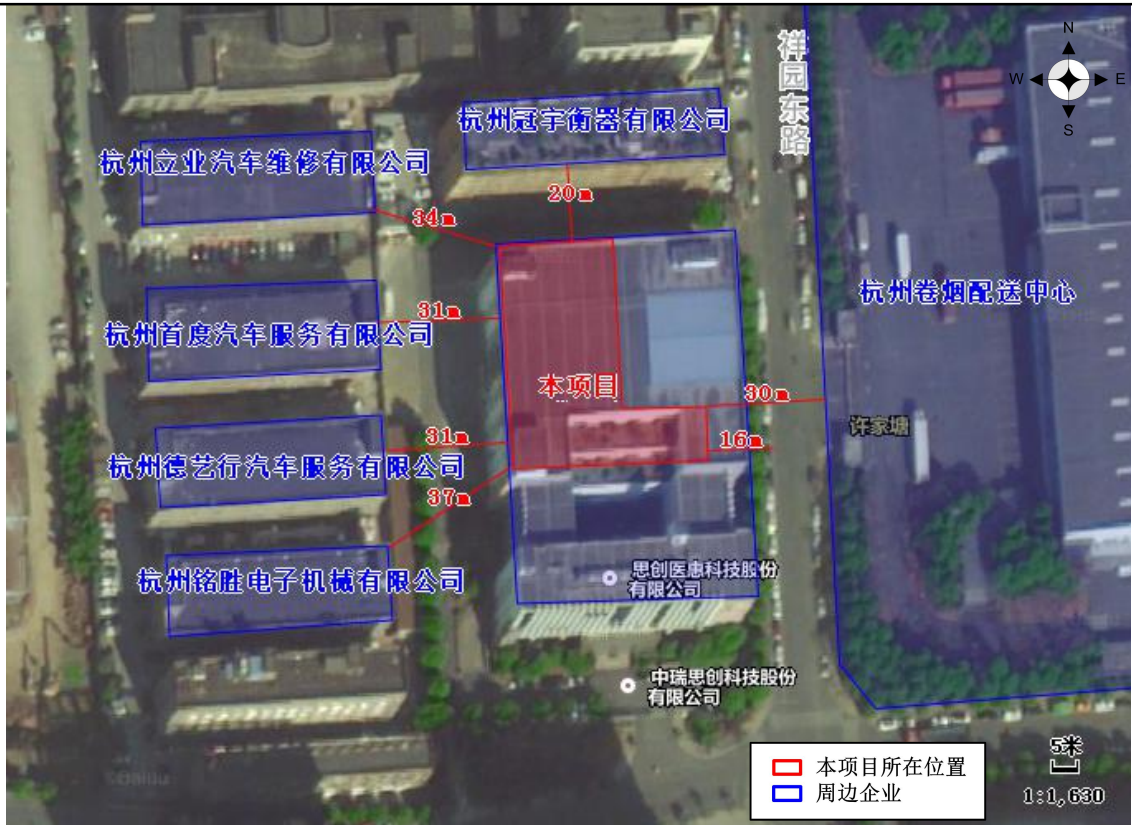 N
W
E
S
祥园东路
杭州冠宇衡器有限公司
杭州立业汽车维修有限公司
20m
34m
杭州首度汽车服务有限公司
31m
杭州卷烟配送中心
本项目
30m
许家塘
杭州德艺行汽车服务有限公司
31m
16m
37m
杭州铭胜电子机械有限公司
思创医惠科技股份
有限公司
中瑞思创科技股份
有限公司
本项目所在位置
周边企业
5米
1:1,630
©Baidu